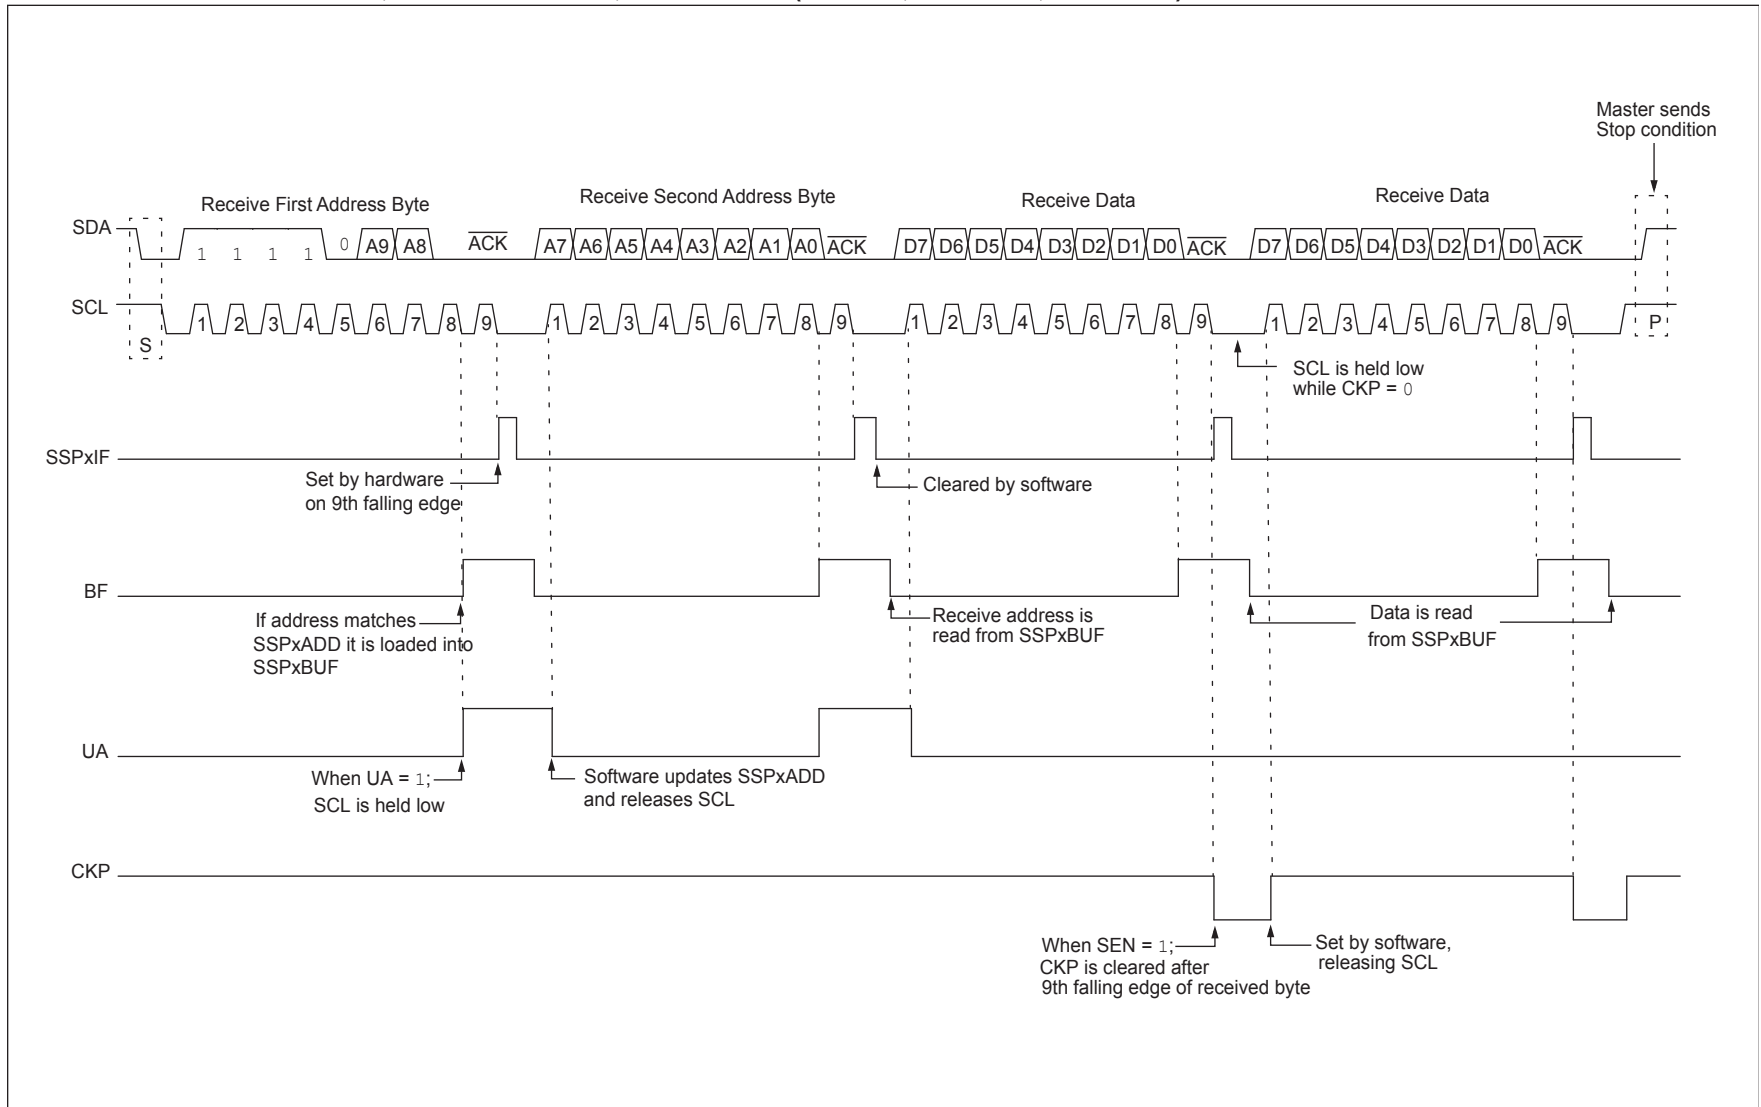 Master sends
Stop condition
Receive First Address Byte
Receive Second Address Byte
Receive Data
Receive Data
SDA
1 1 1 1 0 A9 A8 ACK A7 A6 A5 A4 A3 A2 A1 A0 ACK D7 D6 D5 D4 D3 D2 D1 D0 ACK D7 D6 D5 D4 D3 D2 D1 D0 ACK
SCL
S 1 2 3 4 5 6 7 8 9 1 2 3 4 5 6 7 8 9 1 2 3 4 5 6 7 8 9 1 2 3 4 5 6 7 8 9 P
SCL is held low
while CKP = 0
SSPxIF
Set by hardware
on 9th falling edge
Cleared by software
BF
If address matches
SSPxADD it is loaded into
SSPxBUF
Receive address is
read from SSPxBUF
Data is read
from SSPxBUF
UA
When UA = 1;
SCL is held low
Software updates SSPxADD
and releases SCL
CKP
When SEN = 1;
CKP is cleared after
9th falling edge of received byte
Set by software,
releasing SCL